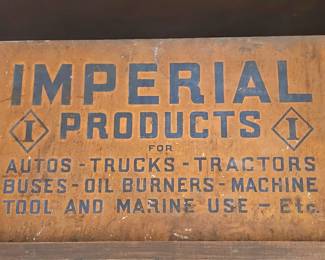 IMPERIAL
I PRODUCTS I
FOR
AUTOS - TRUCKS - TRACTORS
BUSES - OIL BURNERS - MACHINE
TOOL AND MARINE USE - Etc.